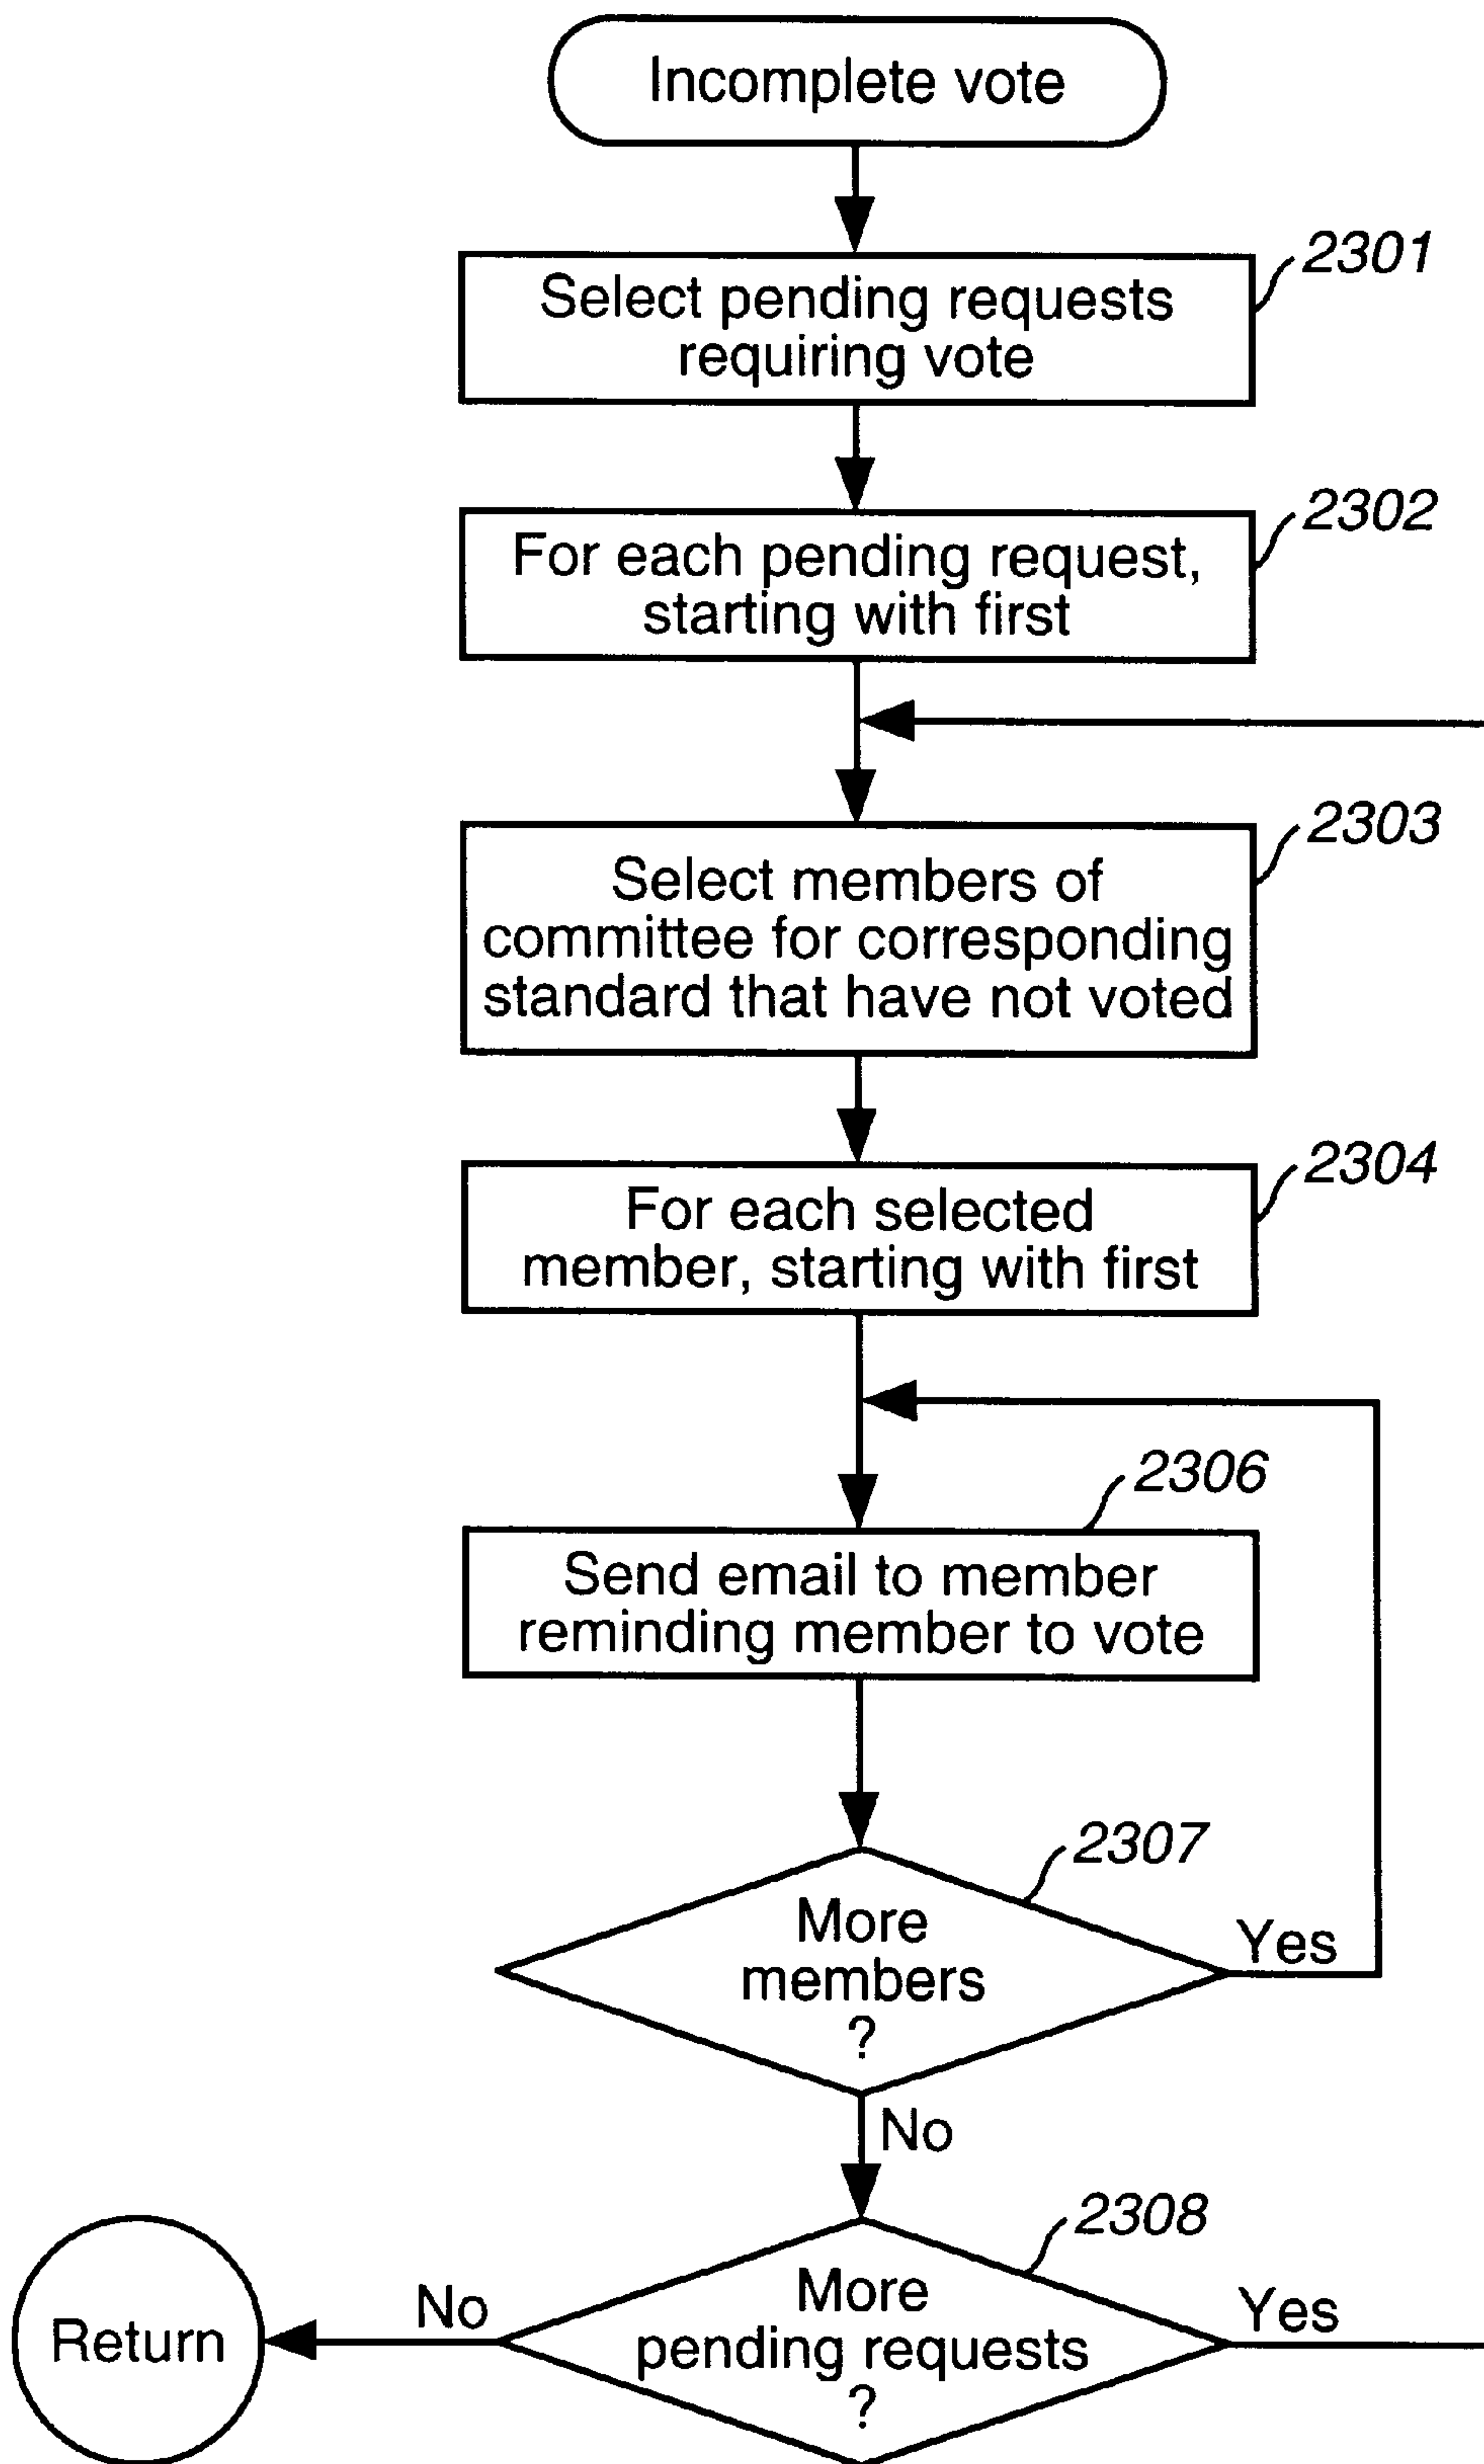 Incomplete vote
2301
Select pending requests
requiring vote
2302
For each pending request,
starting with first
2303
Select members of
committee for corresponding
standard that have not voted
2304
For each selected
member, starting with first
2306
Send email to member
reminding member to vote
2307
More
members
?
Yes
No
2308
More
pending requests
?
Yes
No
Return